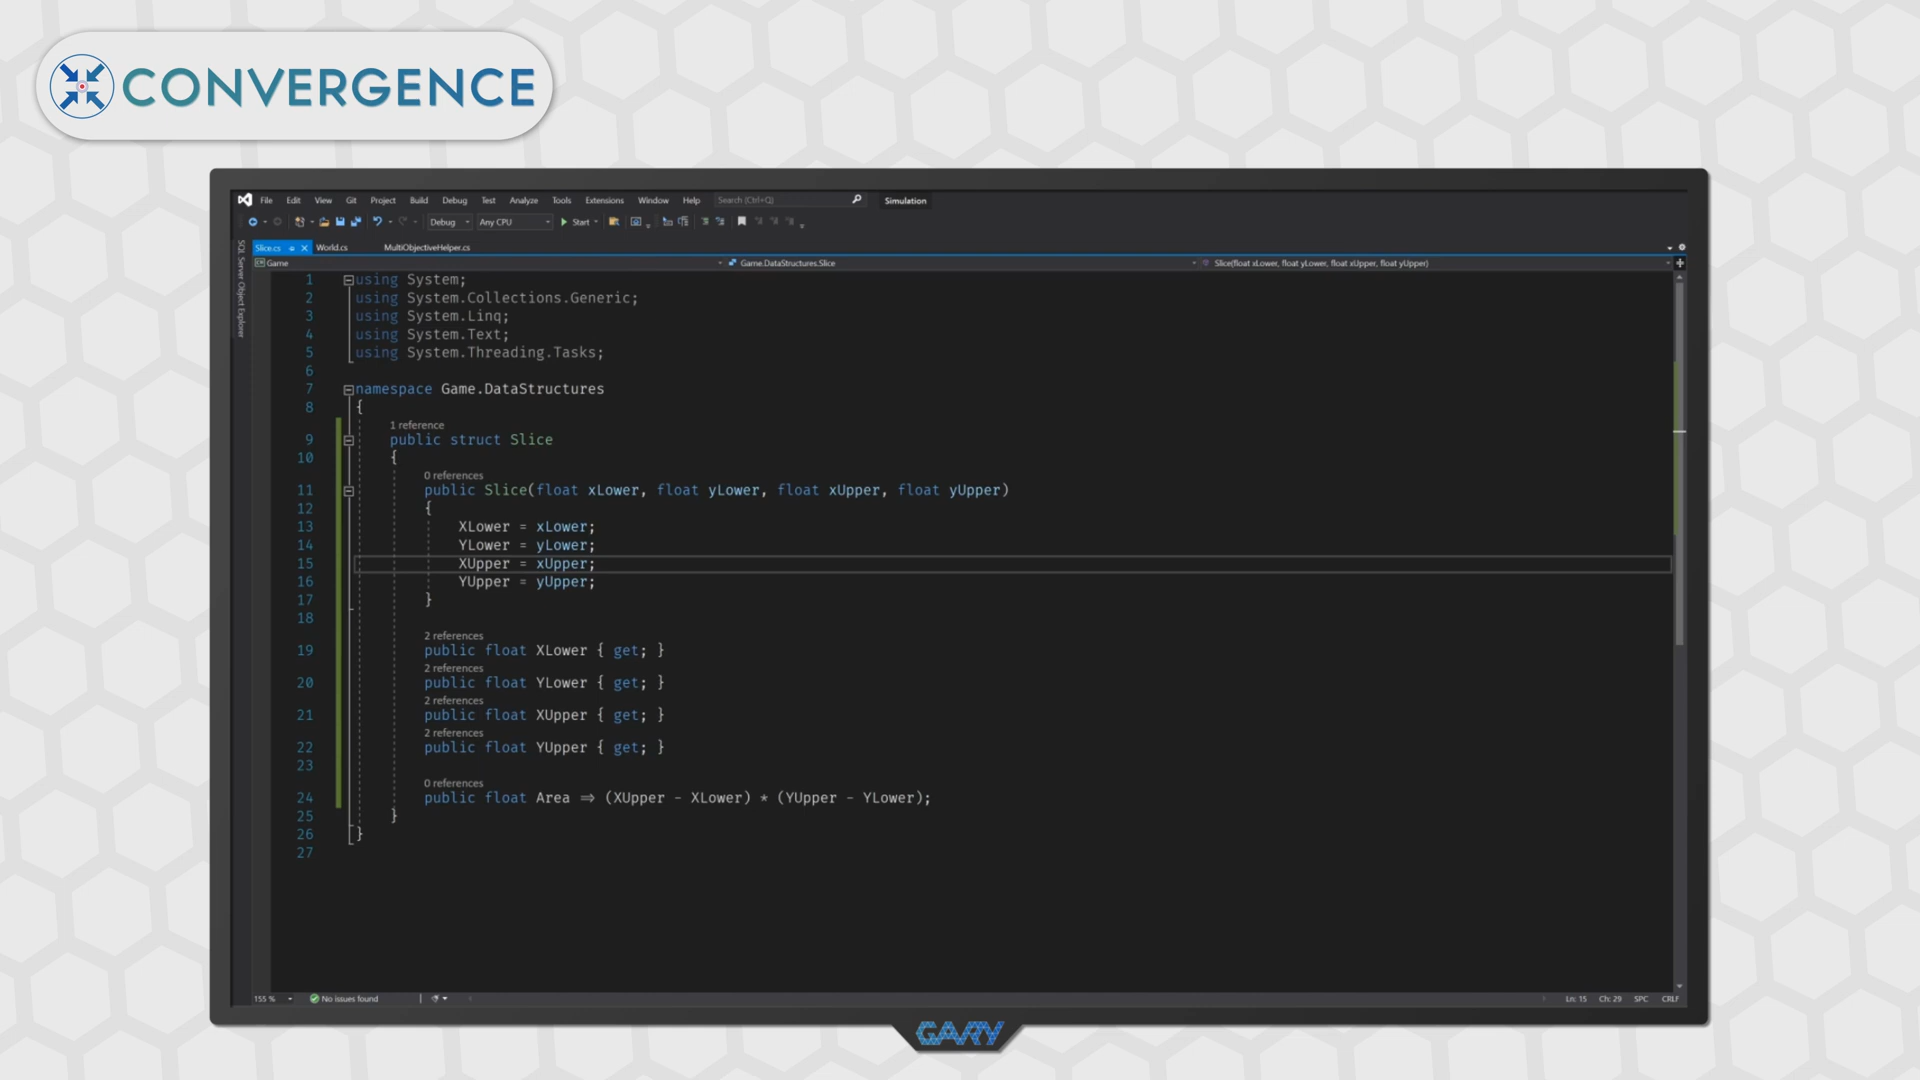 CONVERGENCE
File Edit View Git Project Build Debug Test Analyze Tools Extensions Window Help Search (Ctrl+Q) Simulation
Debug Any CPU Start
Slice.cs World.cs MultiObjectiveHelper.cs
SQL Server Object Explorer
Game Game.DataStructures.Slice Slice(float xLower, float yLower, float xUpper, float yUpper)
1 using System;
2 using System.Collections.Generic;
3 using System.Linq;
4 using System.Text;
5 using System.Threading.Tasks;
6
7 namespace Game.DataStructures
8 {
1 reference
9 public struct Slice
10 {
0 references
11 public Slice(float xLower, float yLower, float xUpper, float yUpper)
12 {
13 XLower = xLower;
14 YLower = yLower;
15 XUpper = xUpper;
16 YUpper = yUpper;
17 }
18
2 references
19 public float XLower { get; }
2 references
20 public float YLower { get; }
2 references
21 public float XUpper { get; }
2 references
22 public float YUpper { get; }
23
0 references
24 public float Area ⇒ (XUpper - XLower) * (YUpper - YLower);
25 }
26 }
27
155 % No issues found Ln: 15 Ch: 29 SPC CRLF
GARY